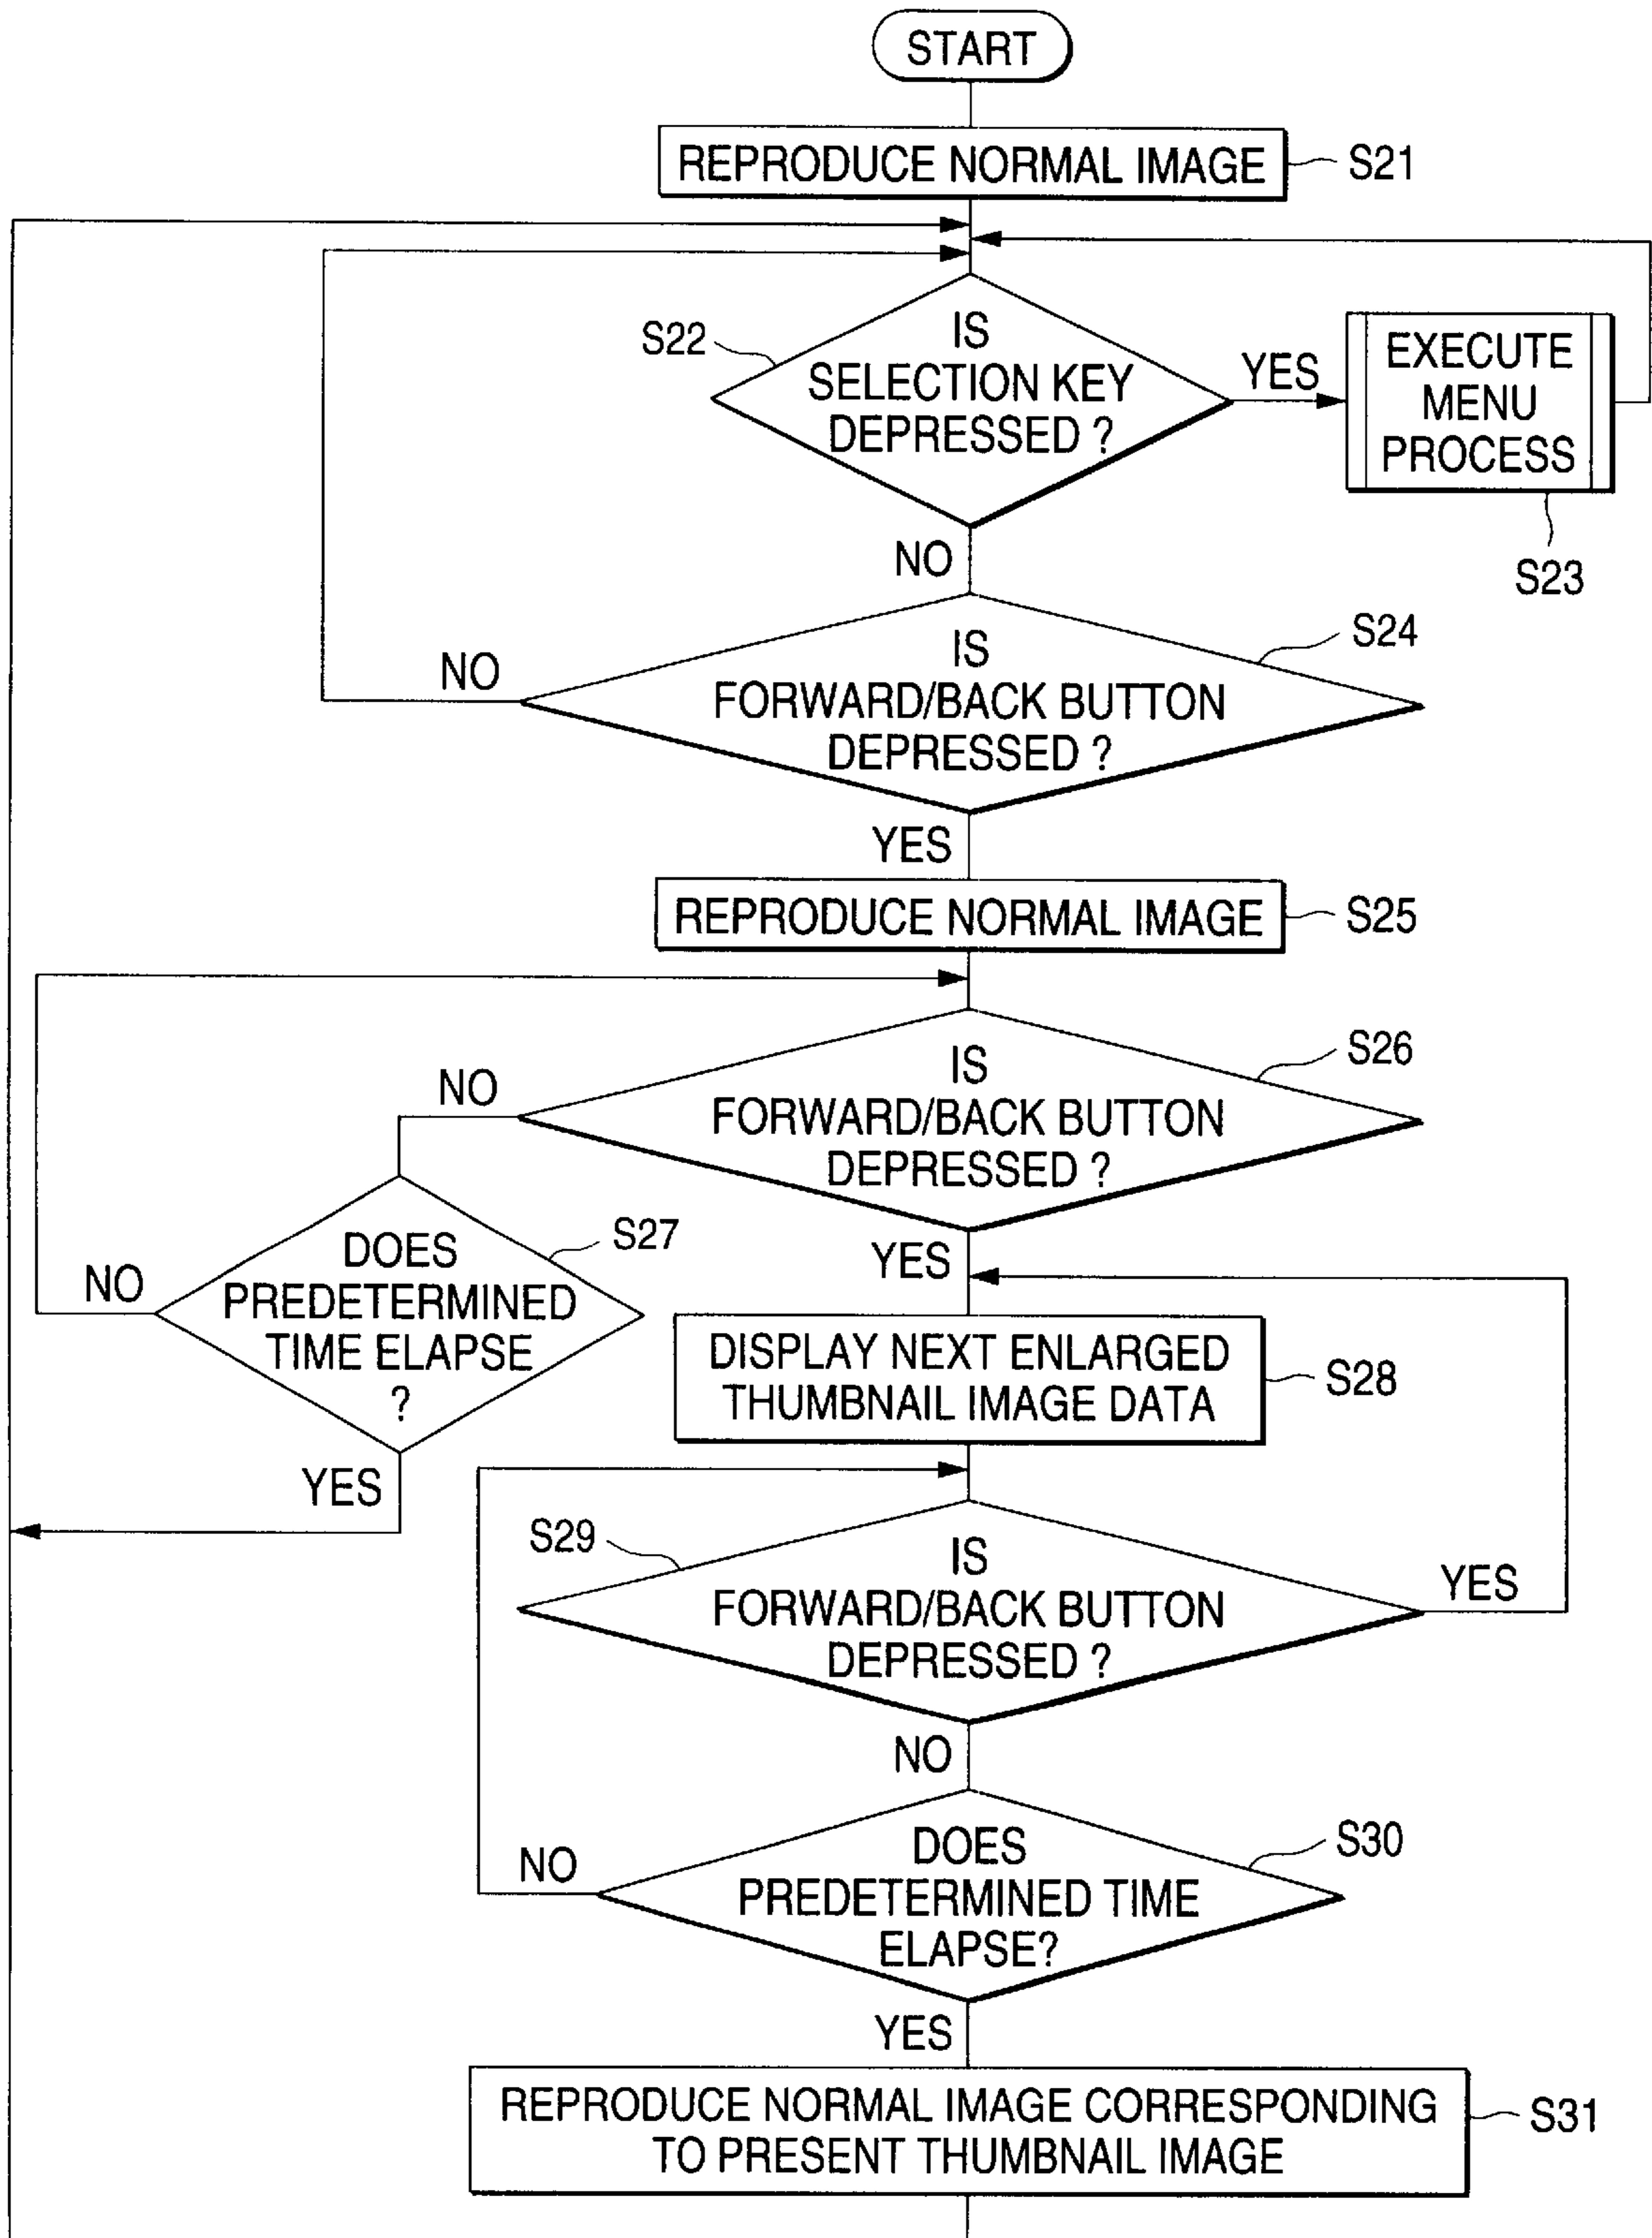 START
REPRODUCE NORMAL IMAGE
S21
S22
IS
SELECTION KEY
DEPRESSED ?
YES
EXECUTE
MENU
PROCESS
S23
NO
S24
IS
FORWARD/BACK BUTTON
DEPRESSED ?
NO
YES
REPRODUCE NORMAL IMAGE
S25
S26
IS
FORWARD/BACK BUTTON
DEPRESSED ?
NO
S27
DOES
PREDETERMINED
TIME ELAPSE
?
NO
YES
YES
DISPLAY NEXT ENLARGED
THUMBNAIL IMAGE DATA
S28
S29
IS
FORWARD/BACK BUTTON
DEPRESSED ?
YES
NO
S30
DOES
PREDETERMINED TIME
ELAPSE?
NO
YES
REPRODUCE NORMAL IMAGE CORRESPONDING
TO PRESENT THUMBNAIL IMAGE
S31